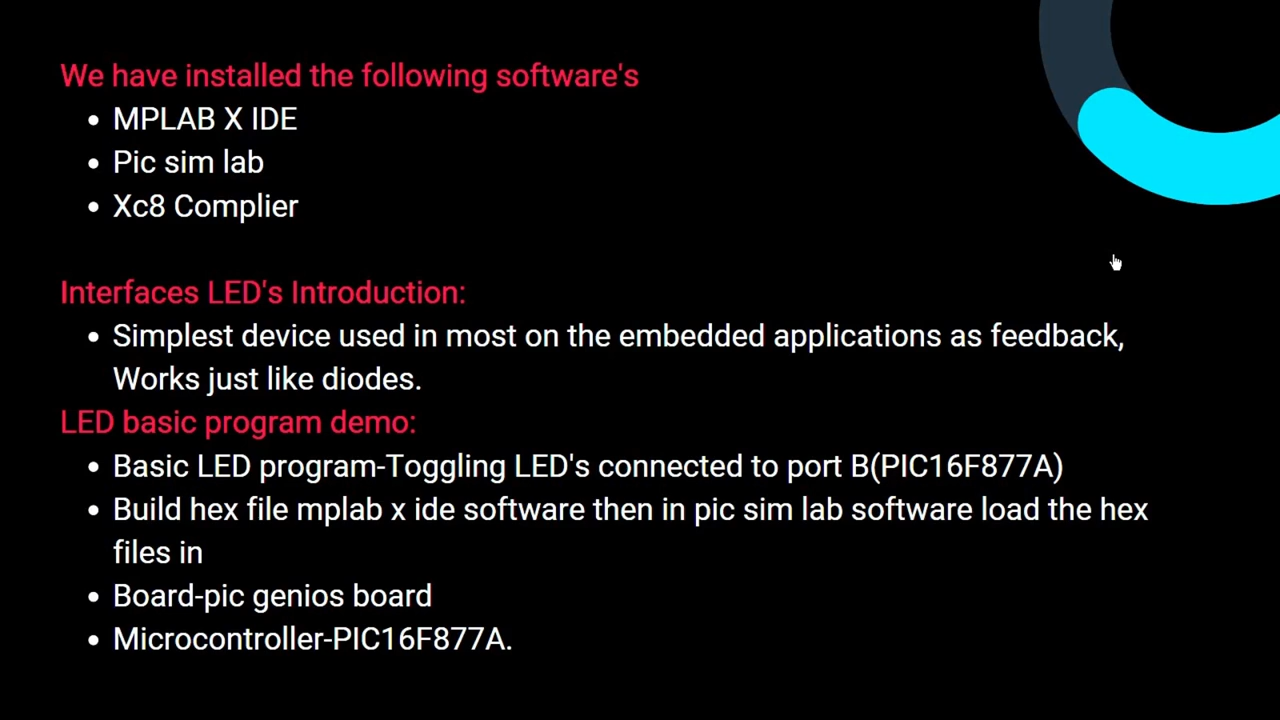 We have installed the following software's
• MPLAB X IDE
• Pic sim lab
• Xc8 Complier
Interfaces LED's Introduction:
• Simplest device used in most on the embedded applications as feedback,
Works just like diodes.
LED basic program demo:
• Basic LED program-Toggling LED's connected to port B(PIC16F877A)
• Build hex file mplab x ide software then in pic sim lab software load the hex
files in
• Board-pic genios board
• Microcontroller-PIC16F877A.